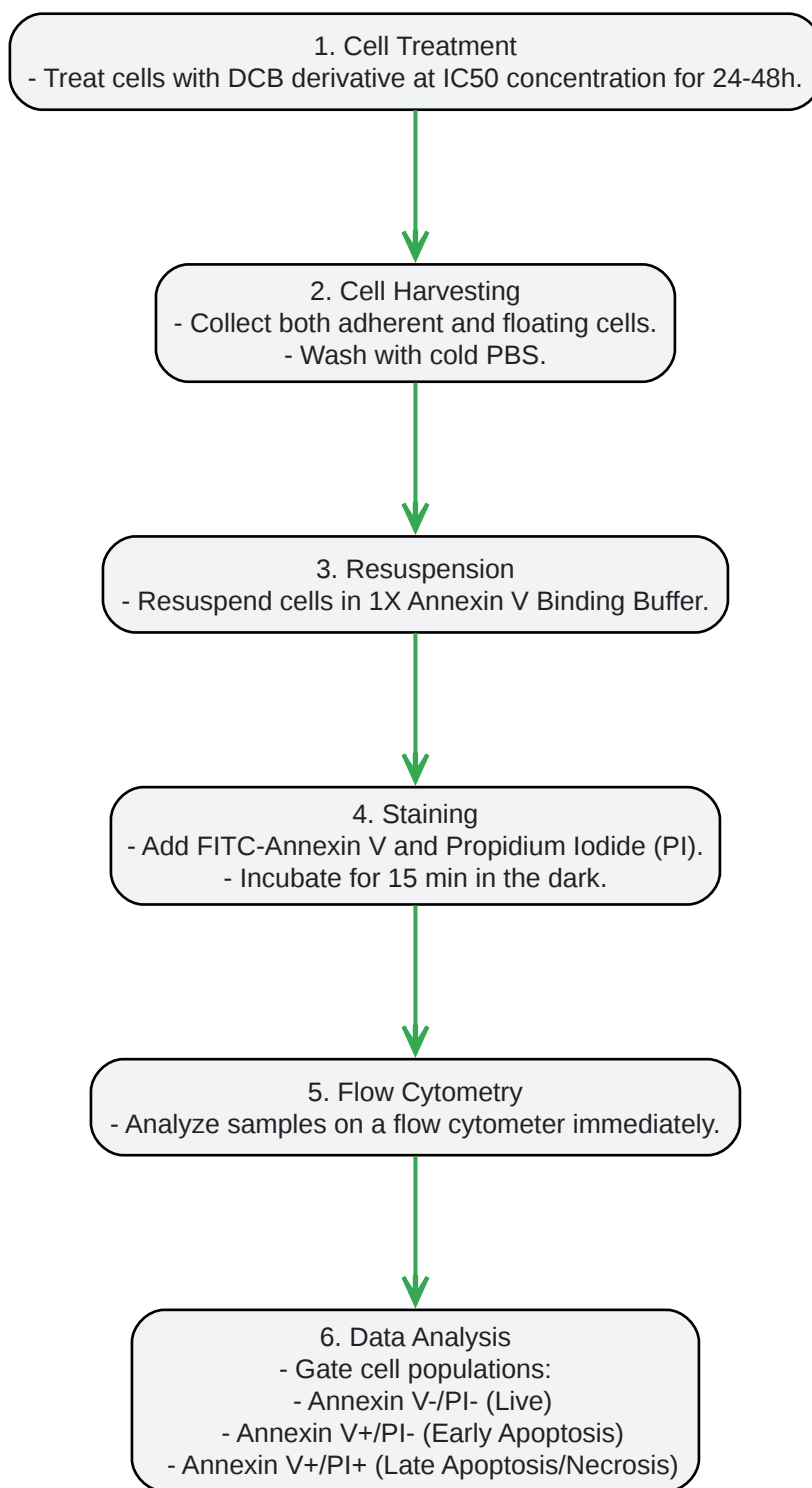 1. Cell Treatment
- Treat cells with DCB derivative at IC50 concentration for 24-48h.
2. Cell Harvesting
- Collect both adherent and floating cells.
- Wash with cold PBS.
3. Resuspension
- Resuspend cells in 1X Annexin V Binding Buffer.
4. Staining
- Add FITC-Annexin V and Propidium Iodide (PI).
- Incubate for 15 min in the dark.
5. Flow Cytometry
- Analyze samples on a flow cytometer immediately.
6. Data Analysis
- Gate cell populations:
- Annexin V-/PI- (Live)
- Annexin V+/PI- (Early Apoptosis)
- Annexin V+/PI+ (Late Apoptosis/Necrosis)